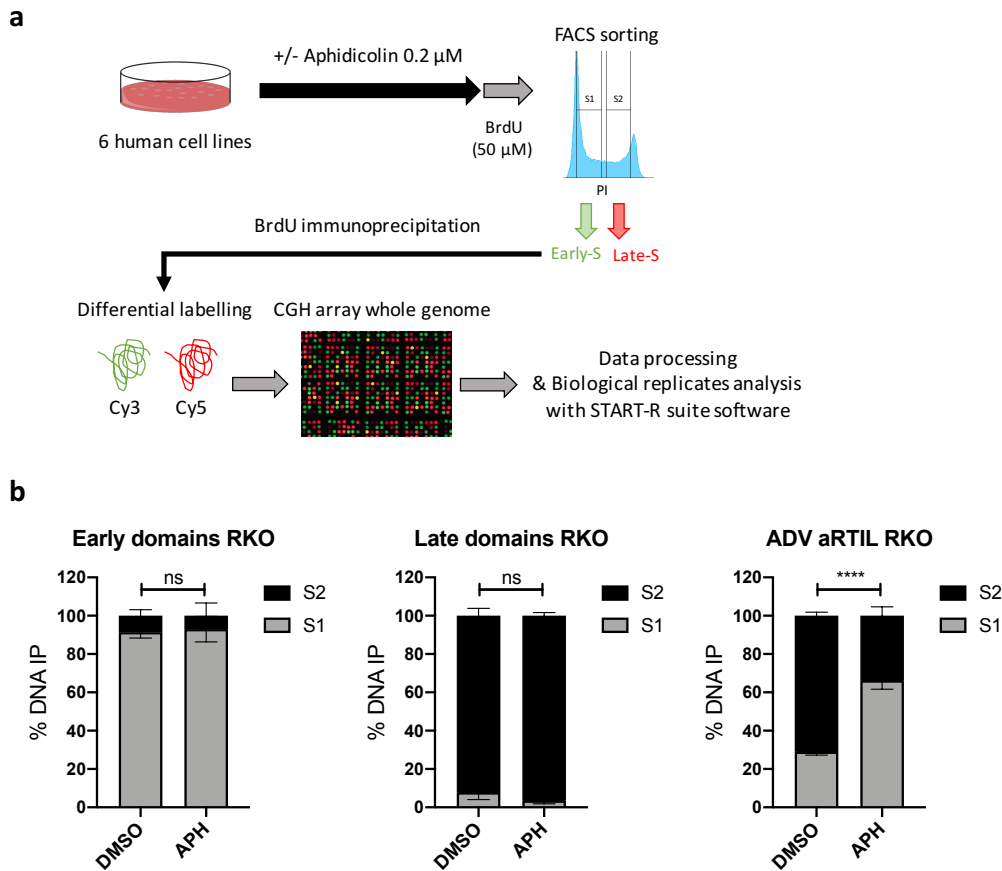 a
FACS sorting
+/- Aphidicolin 0.2 µM
S1
S2
6 human cell lines
BrdU
(50 µM)
PI
BrdU immunoprecipitation
Early-S
Late-S
Differential labelling
CGH array whole genome
Data processing
& Biological replicates analysis
with START-R suite software
Cy3
Cy5
b
Early domains RKO
ns
S2
S1
% DNA IP
120
100
80
60
40
20
0
DMSO
APH
Late domains RKO
ns
S2
S1
% DNA IP
120
100
80
60
40
20
0
DMSO
APH
ADV aRTIL RKO
****
S2
S1
% DNA IP
120
100
80
60
40
20
0
DMSO
APH